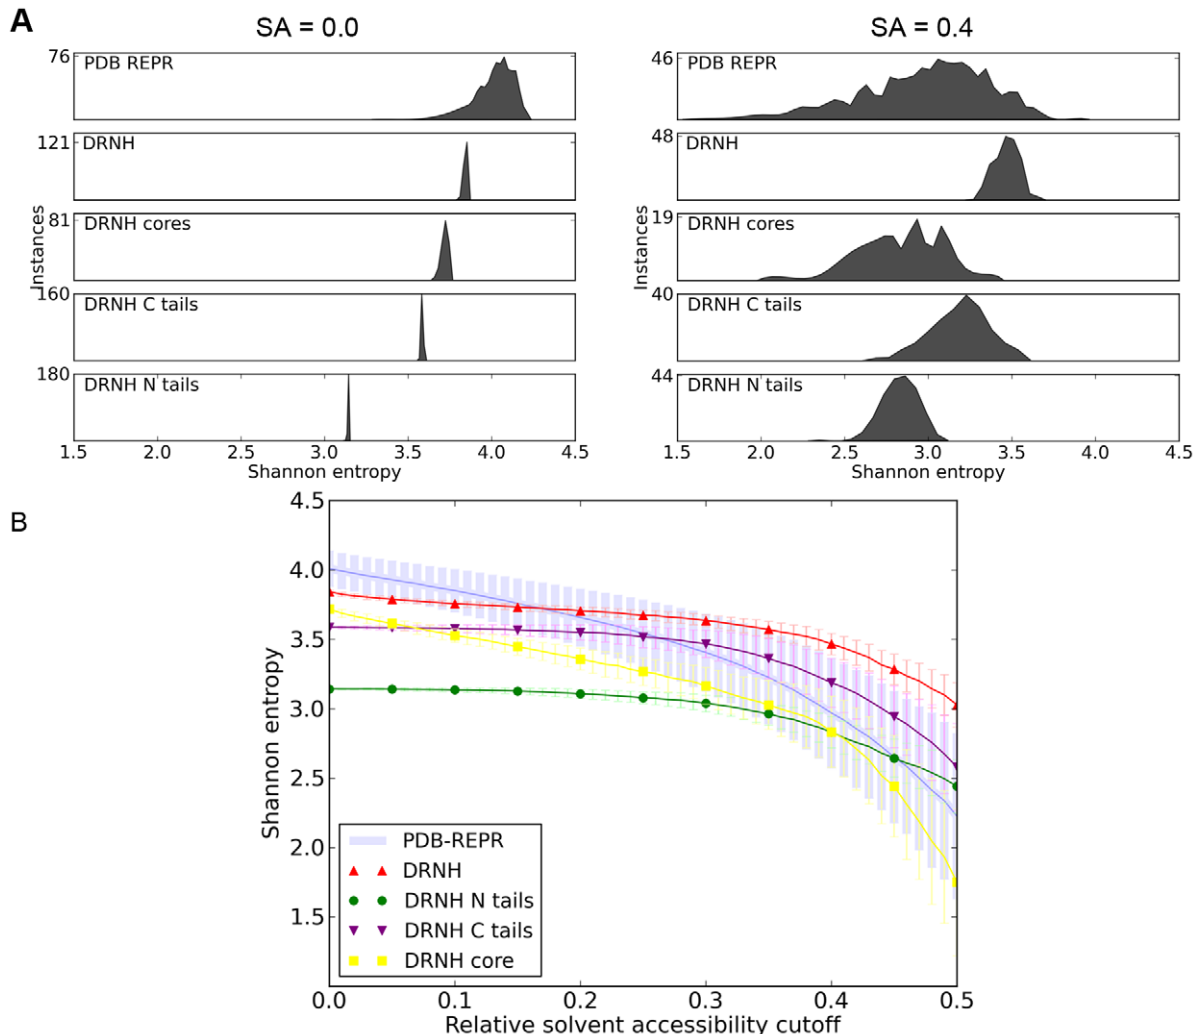 A
SA = 0.0
SA = 0.4
76
PDB REPR
121
DRNH
81
DRNH cores
160
DRNH C tails
180
DRNH N tails
Instances
1.5 2.0 2.5 3.0 3.5 4.0 4.5
Shannon entropy
46
PDB REPR
48
DRNH
19
DRNH cores
40
DRNH C tails
44
DRNH N tails
Instances
1.5 2.0 2.5 3.0 3.5 4.0 4.5
Shannon entropy
B
4.5
4.0
3.5
3.0
2.5
2.0
1.5
Shannon entropy
PDB-REPR
DRNH
DRNH N tails
DRNH C tails
DRNH core
0.0 0.1 0.2 0.3 0.4 0.5
Relative solvent accessibility cutoff